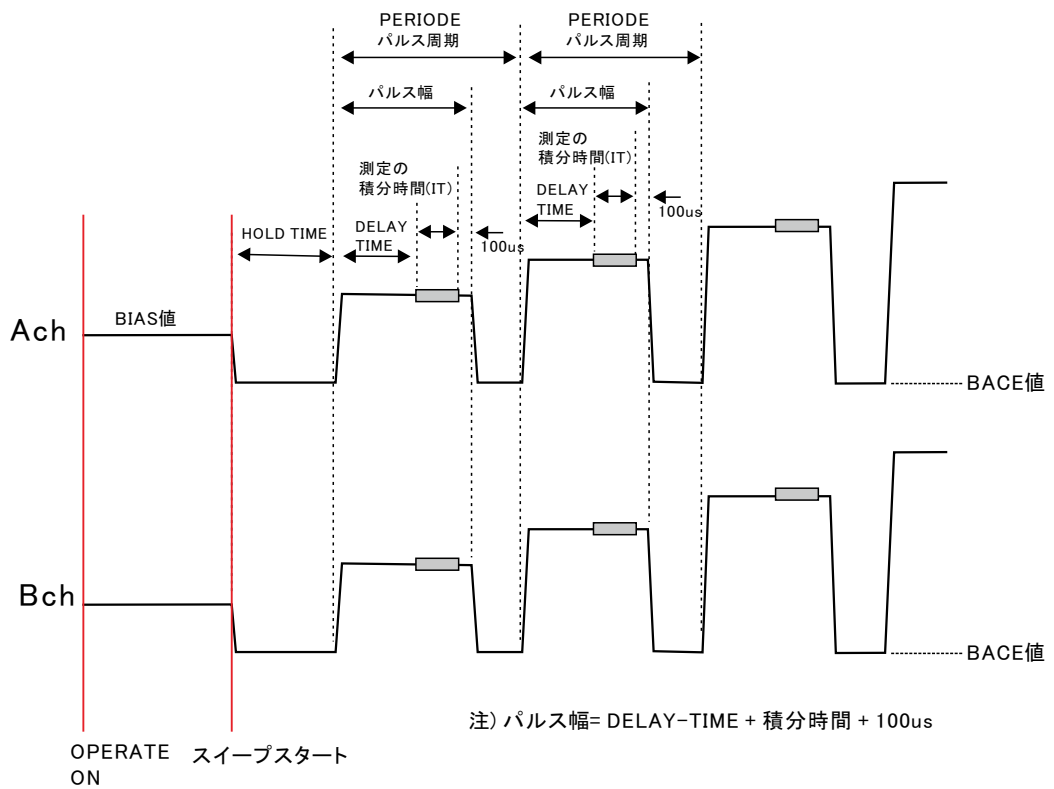 PERIODE
パルス周期
PERIODE
パルス周期
パルス幅
パルス幅
測定の
積分時間(IT)
測定の
積分時間(IT)
HOLD TIME
DELAY
TIME
100us
DELAY
TIME
100us
Ach
BIAS値
BACE値
Bch
BACE値
注) パルス幅= DELAY-TIME + 積分時間 + 100us
OPERATE
ON
スイープスタート